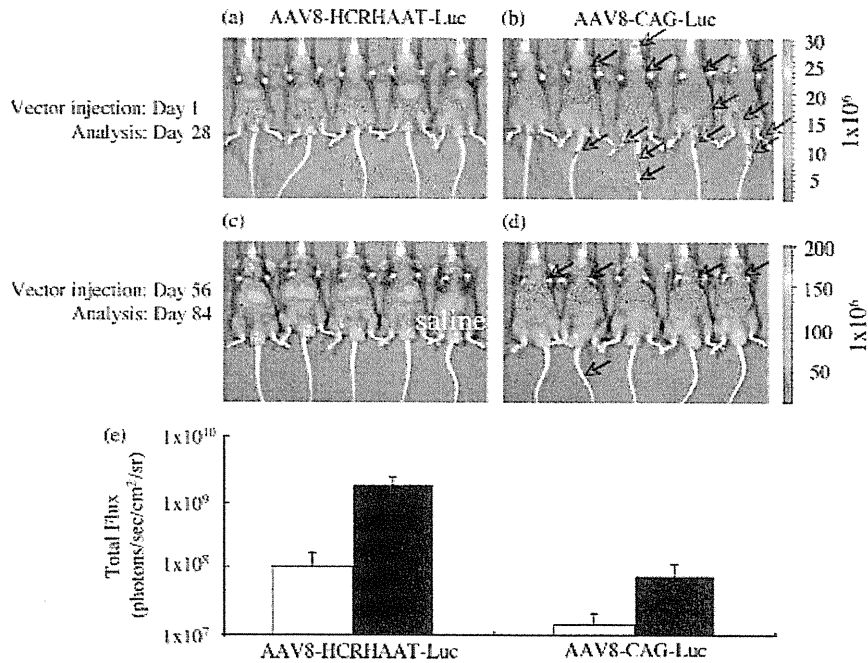 (a) AAV8-HCRHAAT-Luc
(b) AAV8-CAG-Luc
Vector injection: Day 1
Analysis: Day 28
30
25
20
15
10
5
1x10⁶
(c)
(d)
Vector injection: Day 56
Analysis: Day 84
saline
200
150
100
50
1x10⁶
(e)
Total Flux
(photons/sec/cm²/sr)
1x10¹⁰
1x10⁹
1x10⁸
1x10⁷
AAV8-HCRHAAT-Luc
AAV8-CAG-Luc